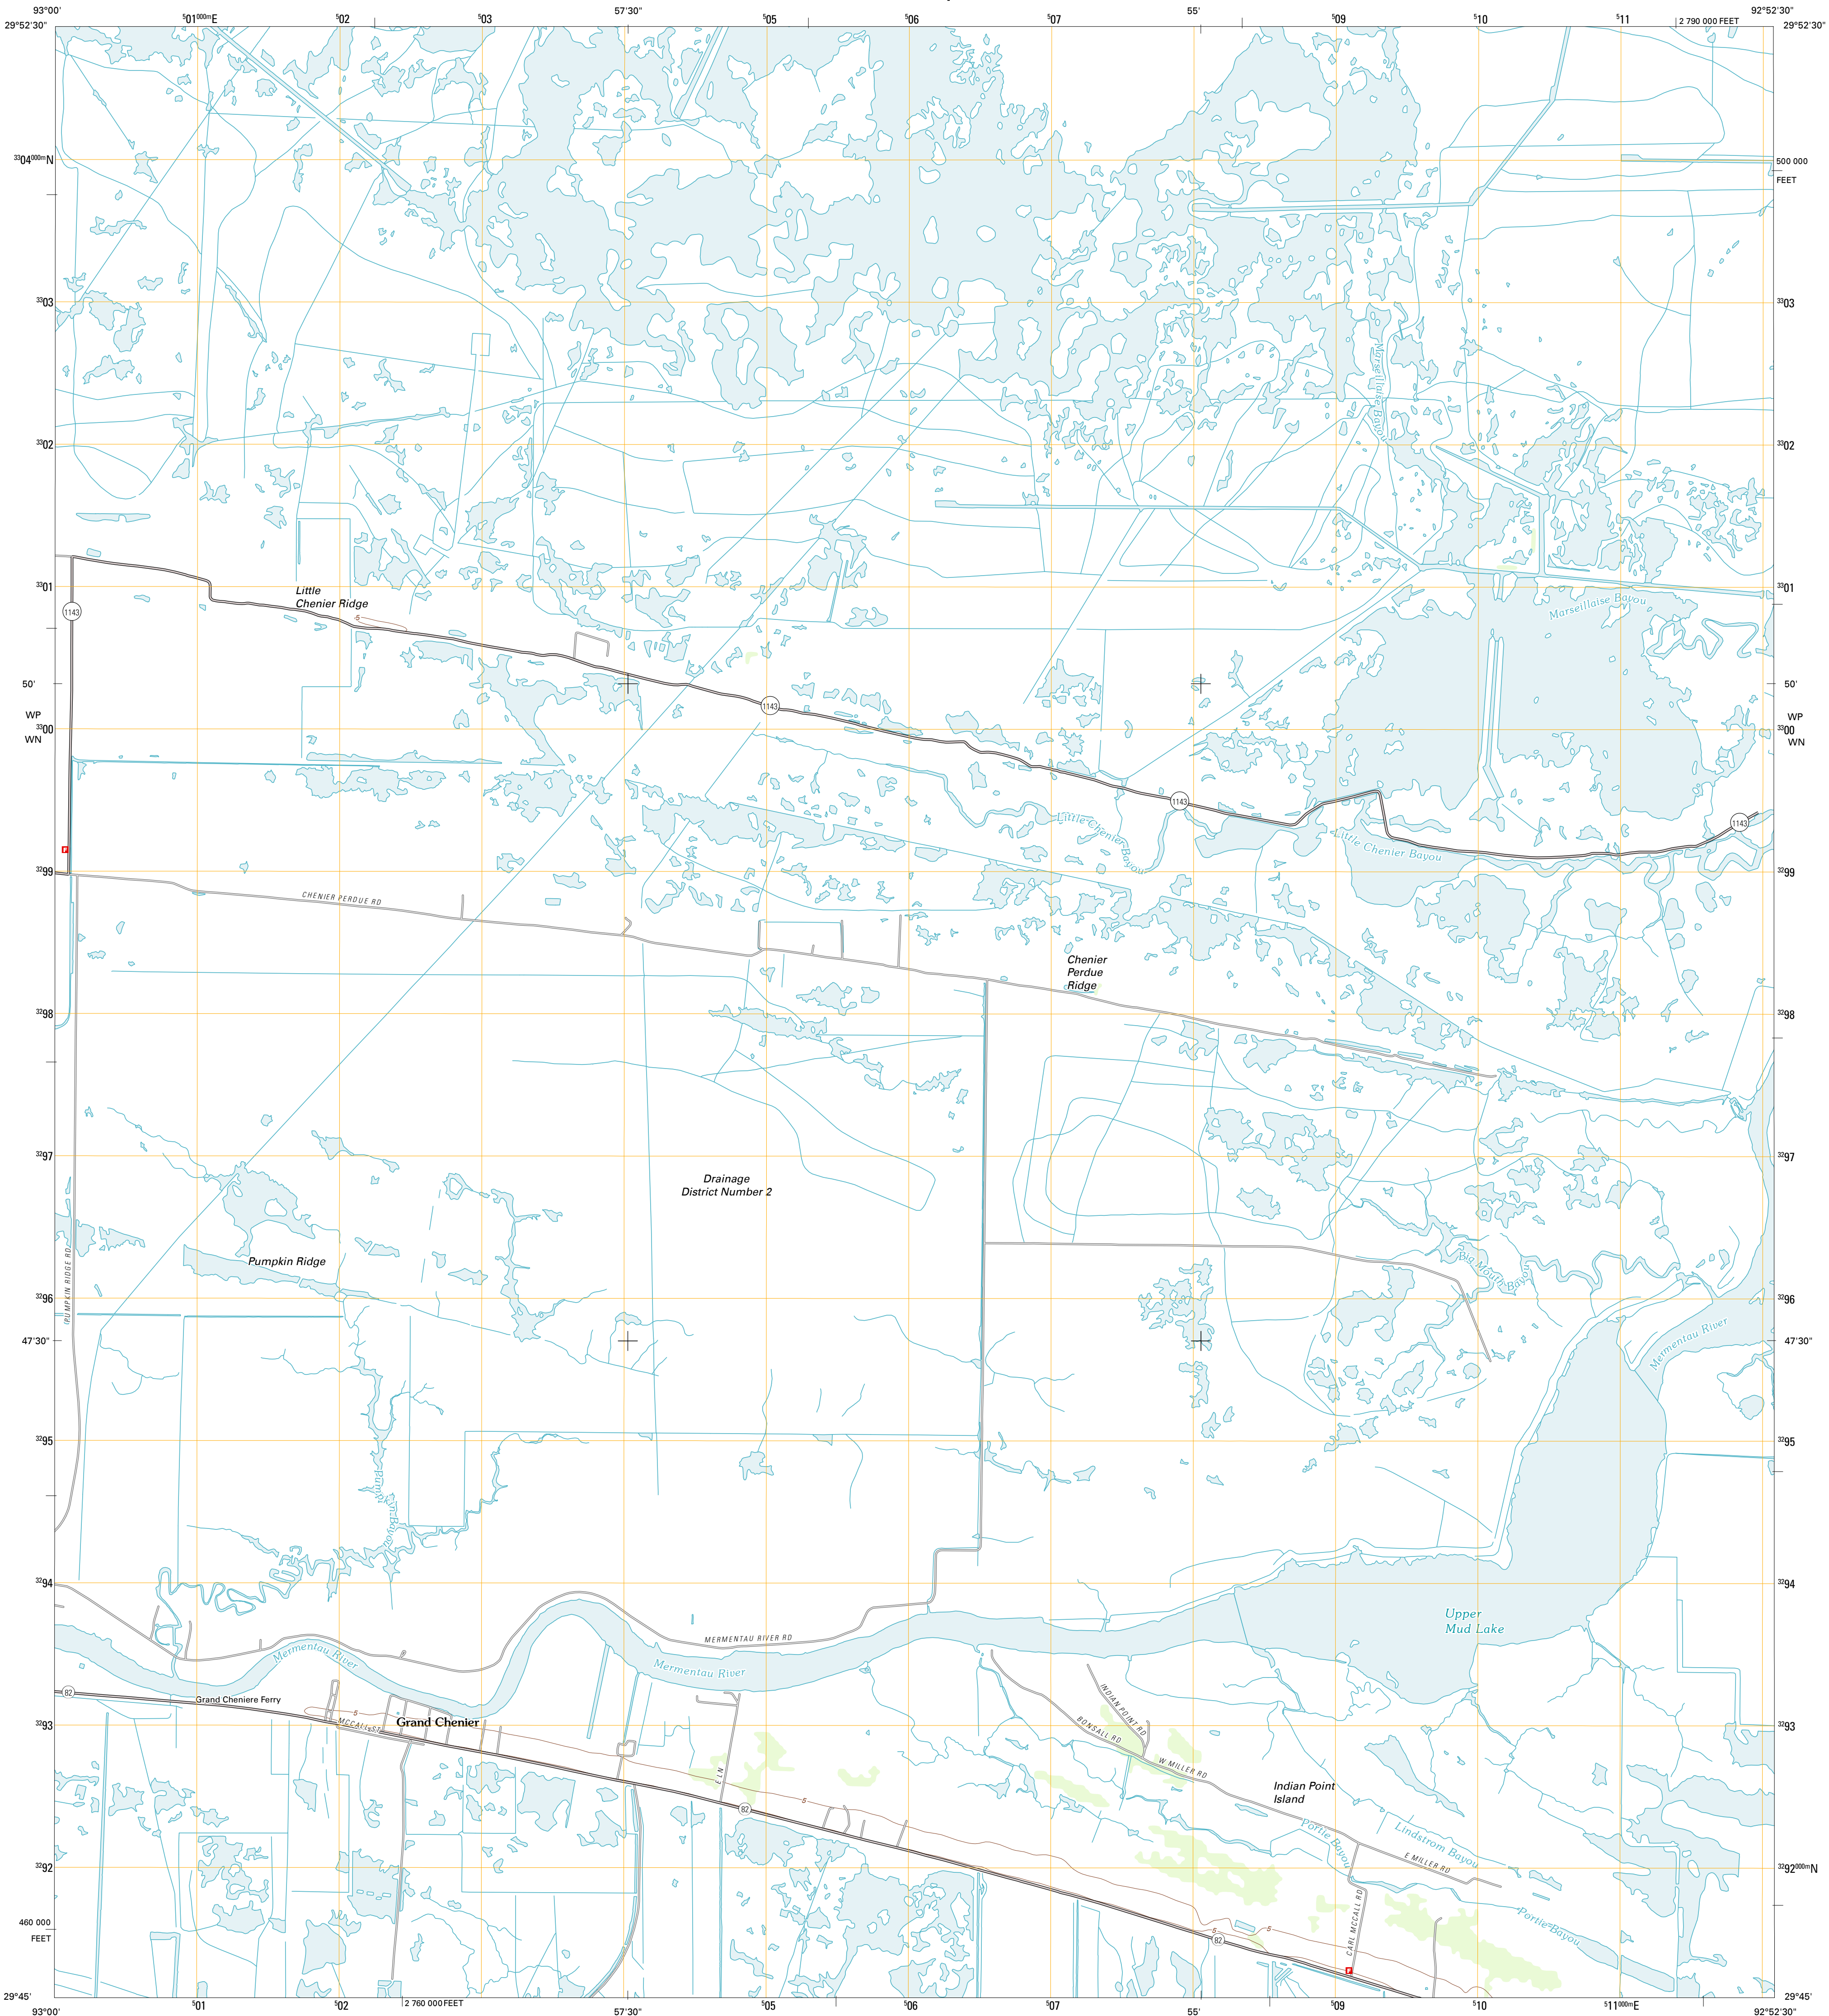 93°00'
⁵01⁰⁰⁰ᵐE
⁵02
⁵03
57'30"
⁵05
⁵06
⁵07
55'
⁵09
⁵10
⁵11
2 790 000 FEET
92°52'30"
29°52'30"
29°52'30"
³³04⁰⁰⁰ᵐN
500 000
FEET
³³03
³³03
Marseillaise Bayou
³³02
³³02
³³01
³³01
Little
Chenier Ridge
Marseillaise Bayou
1143
5
50'
50'
WP
WN
WP
WN
³³00
³³00
1143
1143
1143
Little Chenier Bayou
Little Chenier Bayou
F
³²99
³²99
CHENIER PERDUE RD
Chenier
Perdue
Ridge
³²98
³²98
³²97
³²97
Drainage
District Number 2
Pumpkin Ridge
PUMPKIN RIDGE RD
Big Mouth Bayou
³²96
³²96
47'30"
47'30"
Mermentau River
³²95
³²95
Pumpkin Bayou
³²94
³²94
Upper
Mud Lake
MERMENTAU RIVER RD
Mermentau River
Mermentau River
82
Grand Cheniere Ferry
5
MCCALL ST
Grand Chenier
INDIAN POINT RD
BONSALL RD
³²93
³²93
W MILLER RD
E LN
Indian Point
Island
5
82
Portie Bayou
Lindstrom Bayou
E MILLER RD
³²92
³²92⁰⁰⁰ᵐN
CARL MCCALL RD
Portie Bayou
460 000
FEET
5
5
82
F
29°45'
29°45'
93°00'
⁵01
⁵02
2 760 000 FEET
57'30"
⁵05
⁵06
⁵07
55'
⁵09
⁵10
⁵11⁰⁰⁰ᵐE
92°52'30"